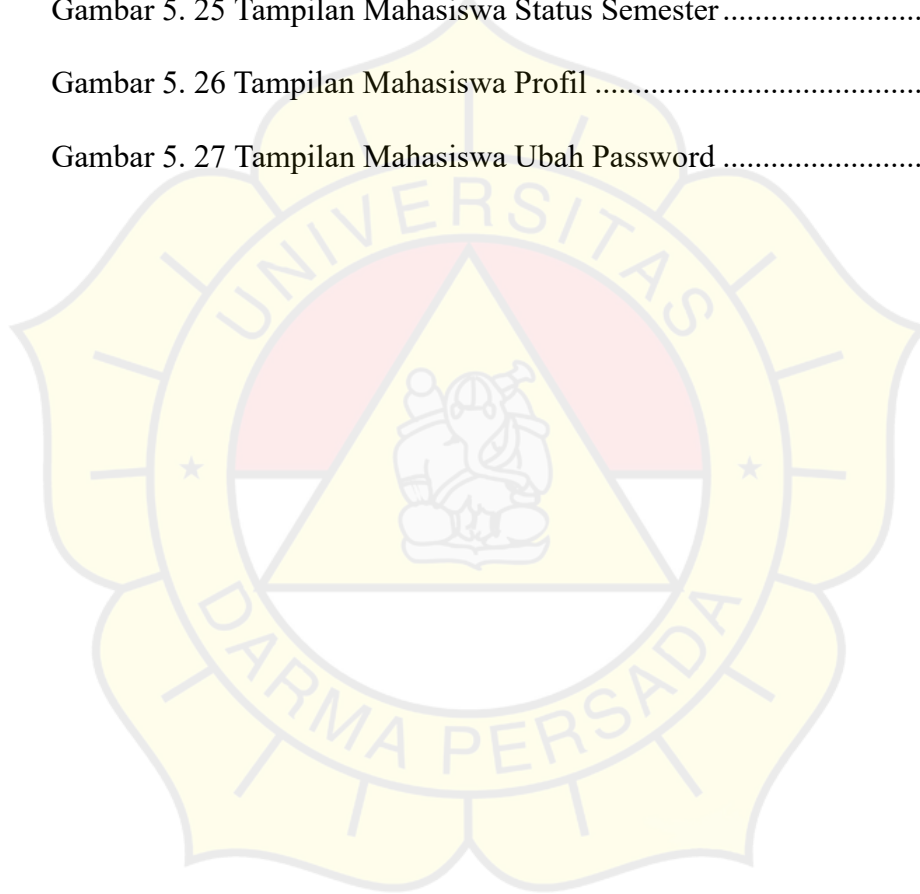 Gambar 5. 25 Tampilan Mahasiswa Status Semester ........................
Gambar 5. 26 Tampilan Mahasiswa Profil .......................................
Gambar 5. 27 Tampilan Mahasiswa Ubah Password ........................
UNIVERSITAS
DARMA PERSADA